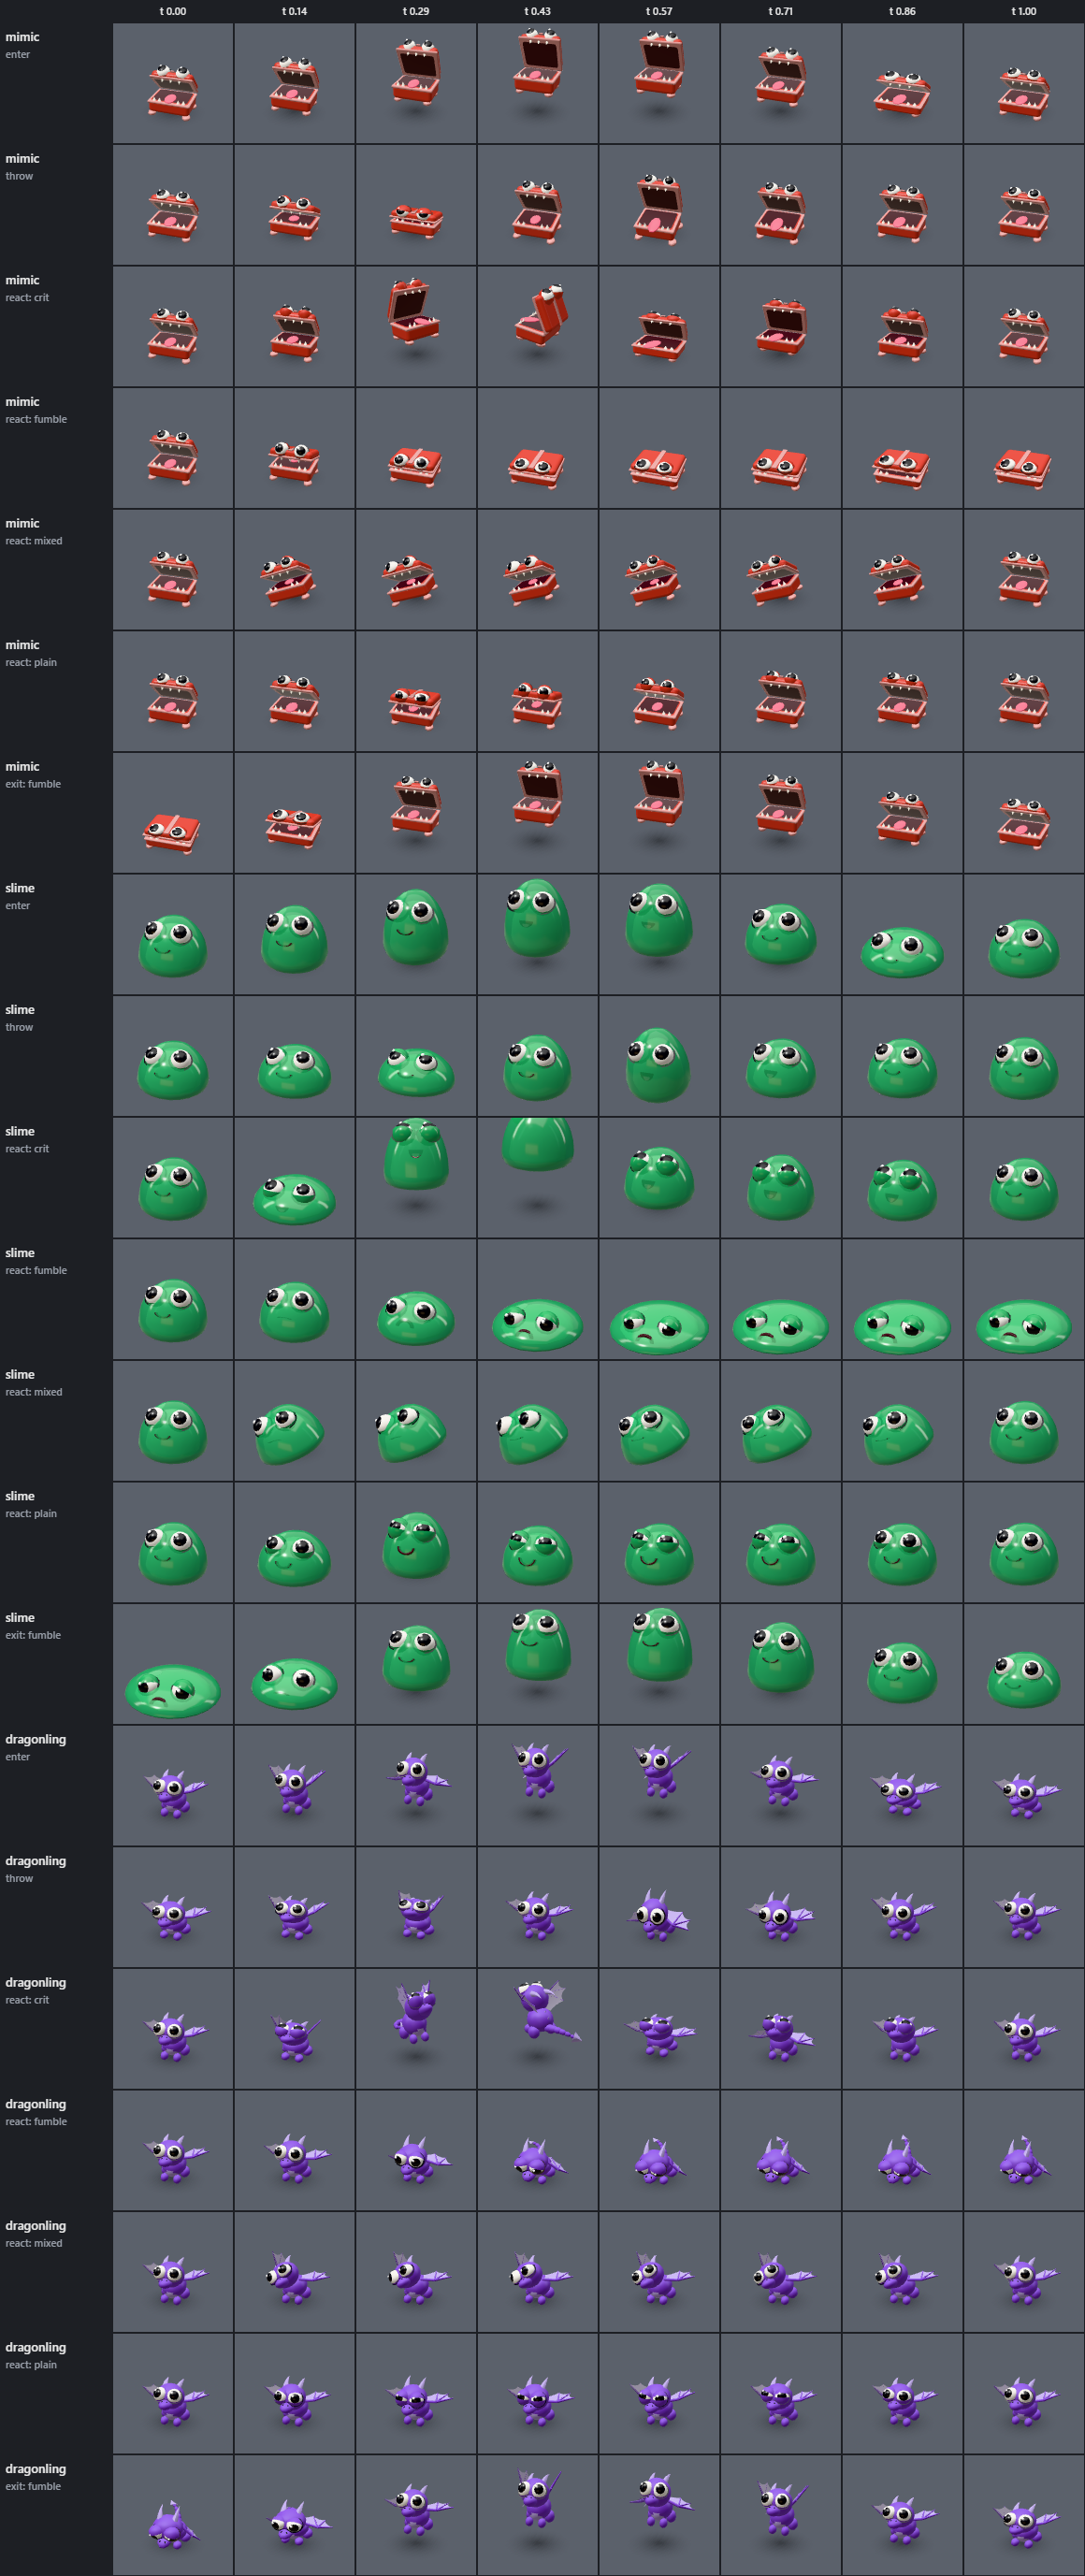 t 0.00 t 0.14 t 0.29 t 0.43 t 0.57 t 0.71 t 0.86 t 1.00
mimic
enter
mimic
throw
mimic
react: crit
mimic
react: fumble
mimic
react: mixed
mimic
react: plain
mimic
exit: fumble
slime
enter
slime
throw
slime
react: crit
slime
react: fumble
slime
react: mixed
slime
react: plain
slime
exit: fumble
dragonling
enter
dragonling
throw
dragonling
react: crit
dragonling
react: fumble
dragonling
react: mixed
dragonling
react: plain
dragonling
exit: fumble